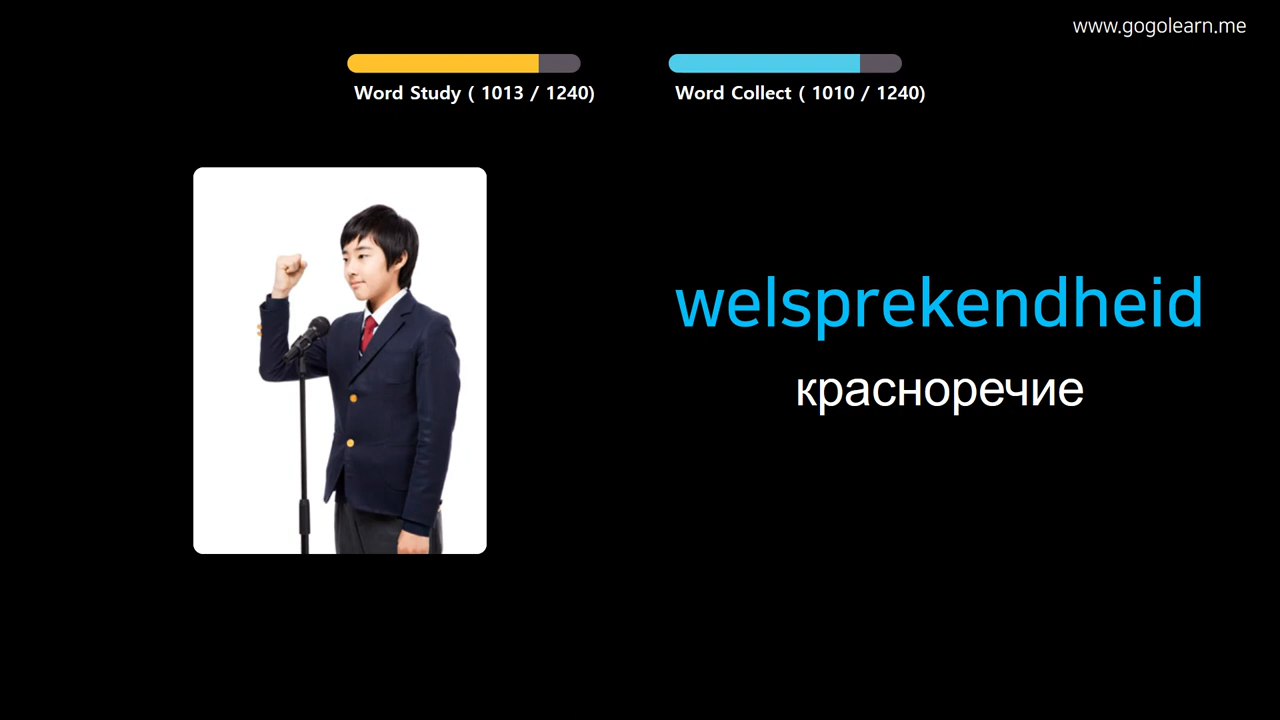 www.gogolearn.me
Word Study ( 1013 / 1240)
Word Collect ( 1010 / 1240)
welsprekendheid
красноречие